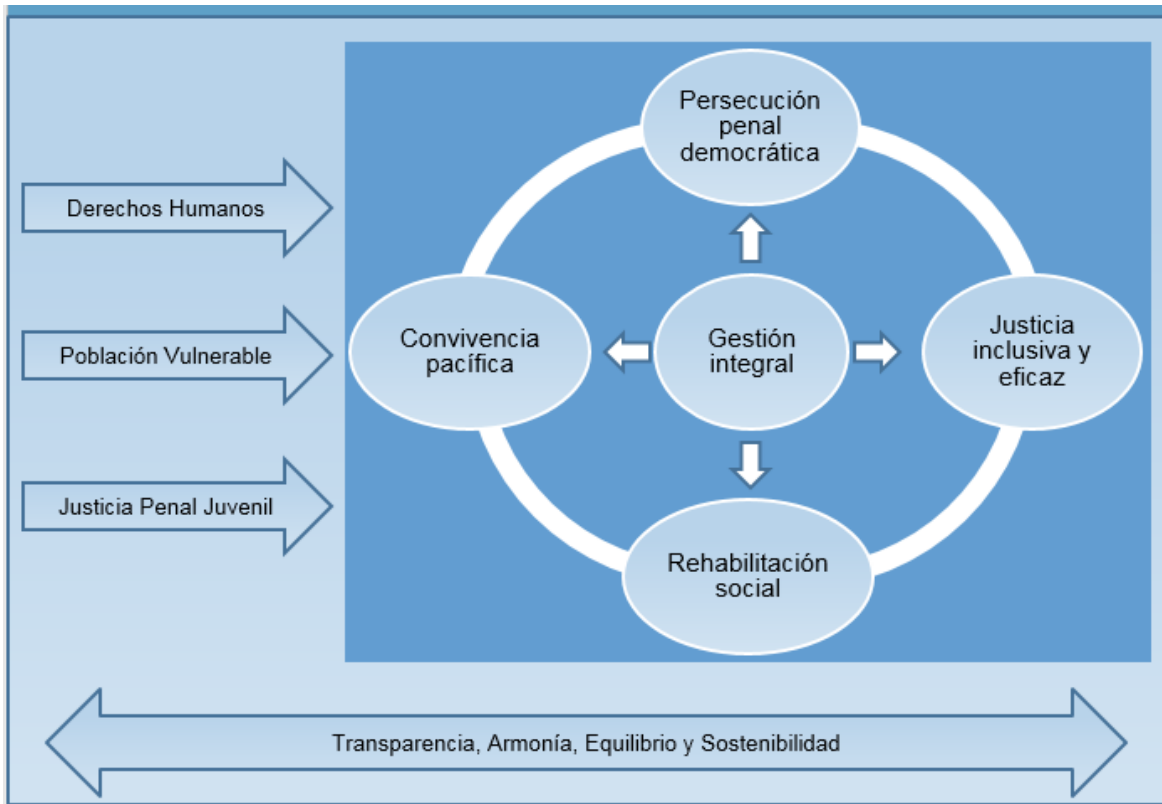 Persecución
penal
democrática
Derechos Humanos
Convivencia
pacífica
Gestión
integral
Justicia
inclusiva y
eficaz
Población Vulnerable
Justicia Penal Juvenil
Rehabilitación
social
Transparencia, Armonía, Equilibrio y Sostenibilidad